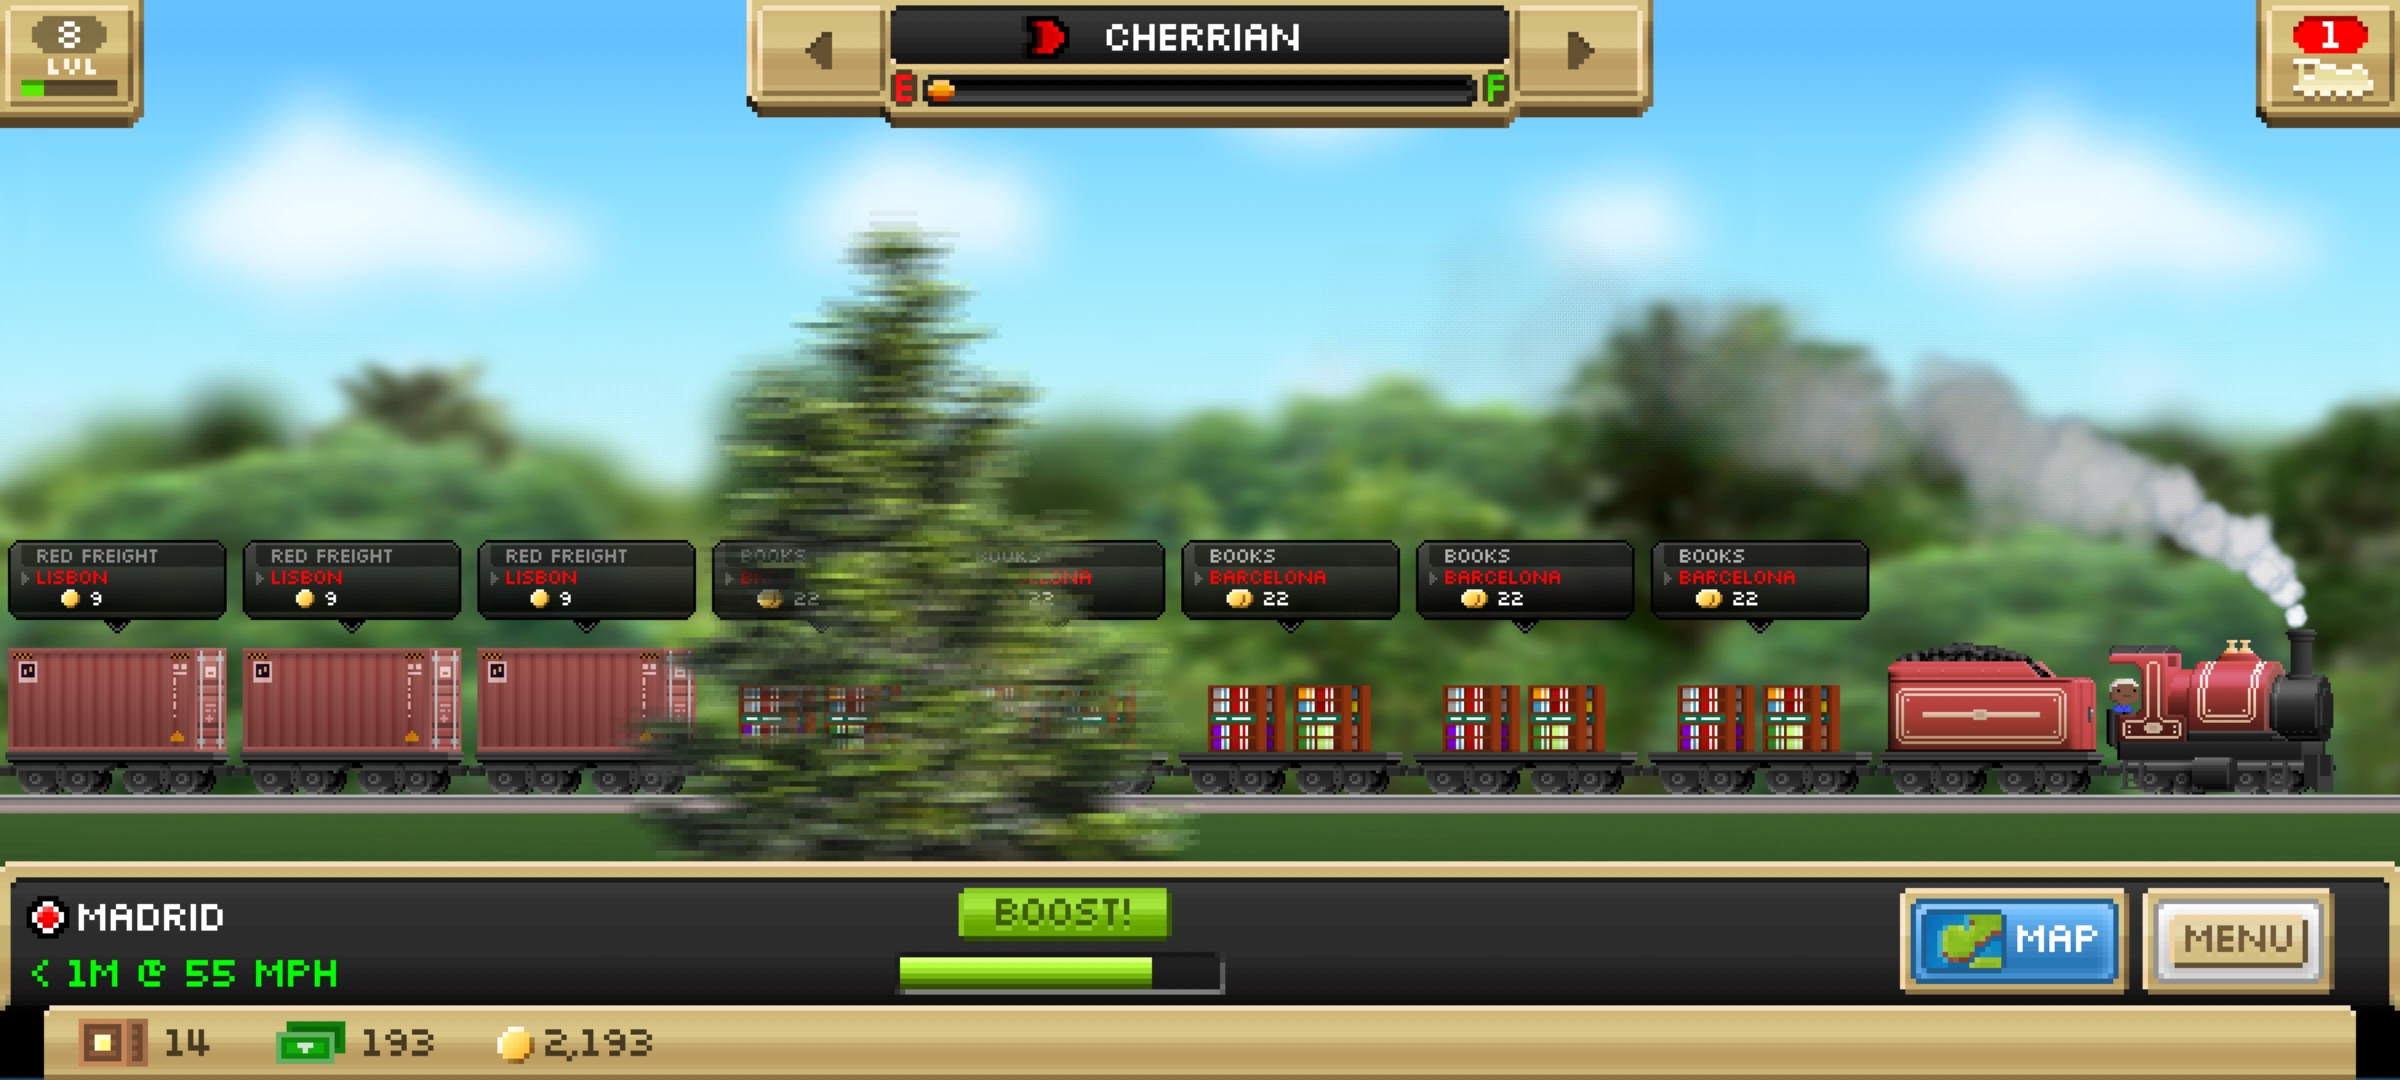 8
LVL
CHERRIAN
E F
1
RED FREIGHT
LISBON
9
RED FREIGHT
LISBON
9
RED FREIGHT
LISBON
9
BOOKS
22
BOOKS
22
BOOKS
BARCELONA
22
BOOKS
BARCELONA
22
BOOKS
BARCELONA
22
MADRID
< 1M @ 55 MPH
BOOST!
MAP
MENU
14
193
2,193